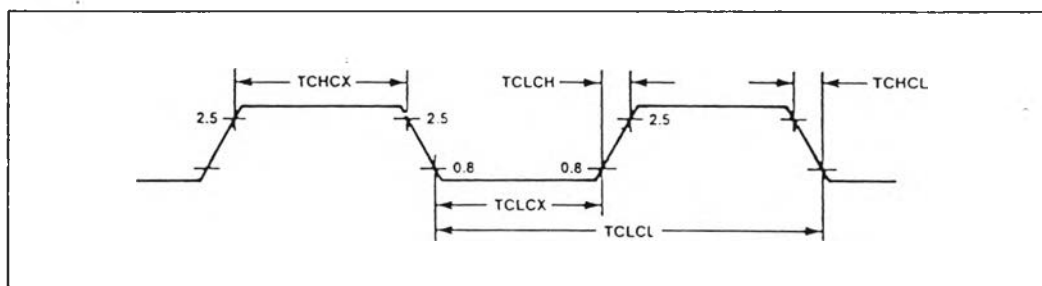 TCHCX TCLCH TCHCL
2.5 2.5 2.5
0.8 0.8
TCLCX
TCLCL